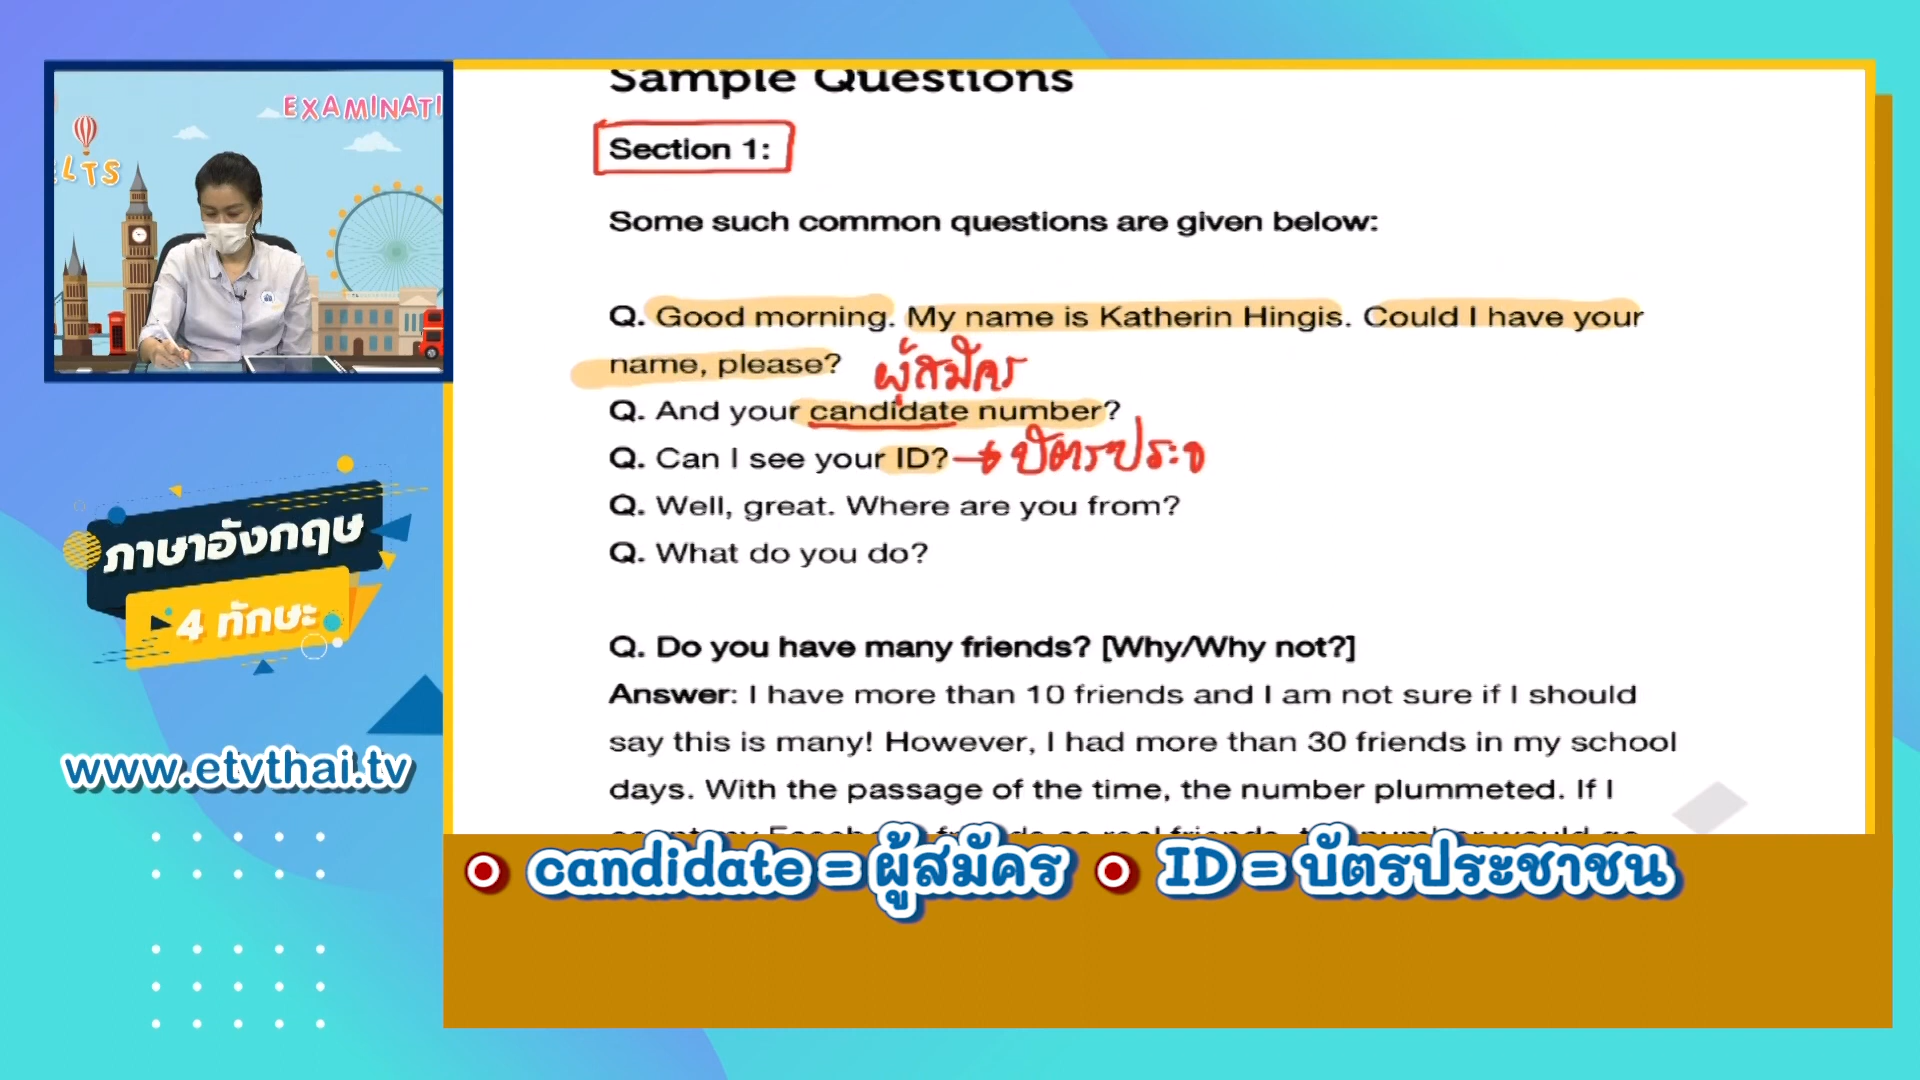 EXAMINATI
ELTS
ภาษาอังกฤษ
4 ทักษะ
www.etvthai.tv
Sample Questions
Section 1:
Some such common questions are given below:
Q. Good morning. My name is Katherin Hingis. Could I have your
name, please?
ผู้สมัคร
Q. And your candidate number?
Q. Can I see your ID? → บัตรประจ
Q. Well, great. Where are you from?
Q. What do you do?
Q. Do you have many friends? [Why/Why not?]
Answer: I have more than 10 friends and I am not sure if I should
say this is many! However, I had more than 30 friends in my school
days. With the passage of the time, the number plummeted. If I
candidate = ผู้สมัคร
ID = บัตรประชาชน